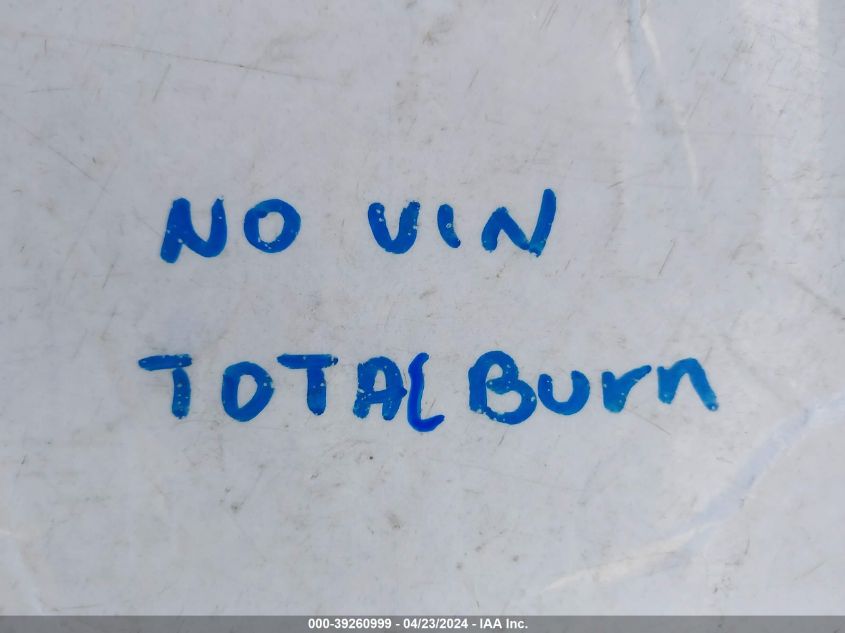 NO VIN
TOTAL Burn
000-39260999 - 04/23/2024 - IAA Inc.